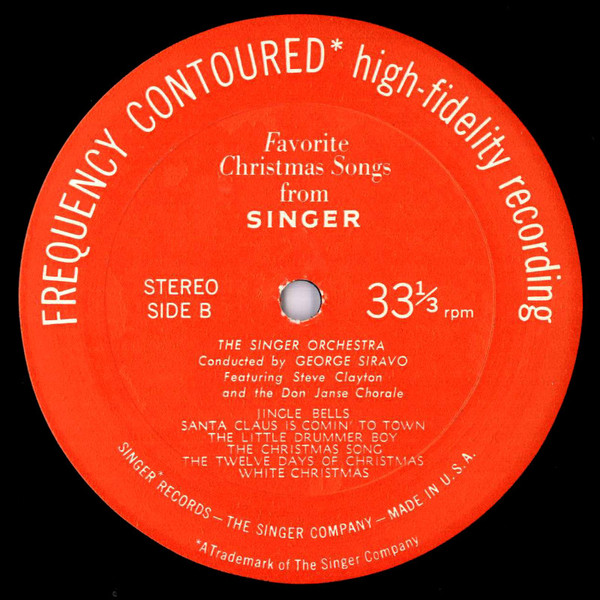 FREQUENCY CONTOURED* high-fidelity recording
Favorite
Christmas Songs
from
SINGER
STEREO
SIDE B
33⅓ rpm
THE SINGER ORCHESTRA
Conducted by GEORGE SIRAVO
Featuring Steve Clayton
and the Don Janse Chorale
JINGLE BELLS
SANTA CLAUS IS COMIN' TO TOWN
THE LITTLE DRUMMER BOY
THE CHRISTMAS SONG
THE TWELVE DAYS OF CHRISTMAS
WHITE CHRISTMAS
SINGER* RECORDS — THE SINGER COMPANY — MADE IN U.S.A.
*A Trademark of The Singer Company